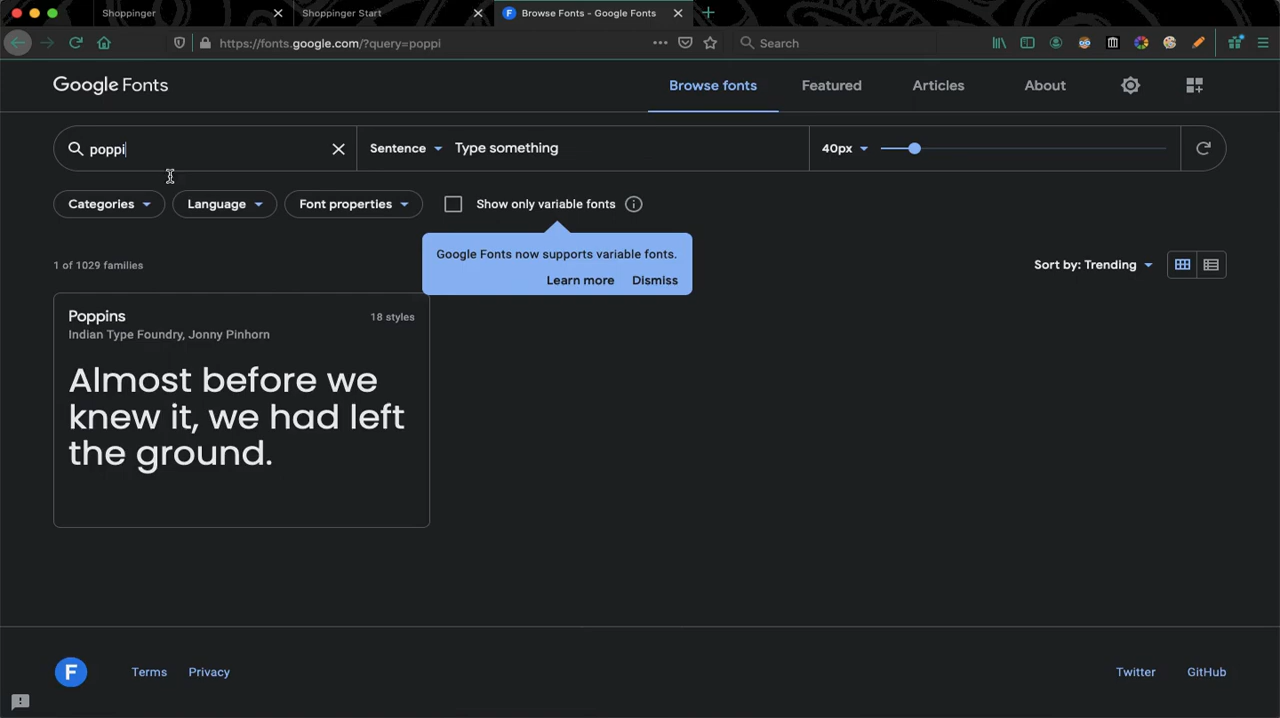 Shoppinger
Shoppinger Start
F Browse Fonts - Google Fonts
https://fonts.google.com/?query=poppi
Search
Google Fonts
Browse fonts
Featured
Articles
About
poppi
Sentence
Type something
40px
Categories
Language
Font properties
Show only variable fonts
Google Fonts now supports variable fonts.
Learn more
Dismiss
1 of 1029 families
Sort by: Trending
Poppins
18 styles
Indian Type Foundry, Jonny Pinhorn
Almost before we
knew it, we had left
the ground.
F
Terms
Privacy
Twitter
GitHub